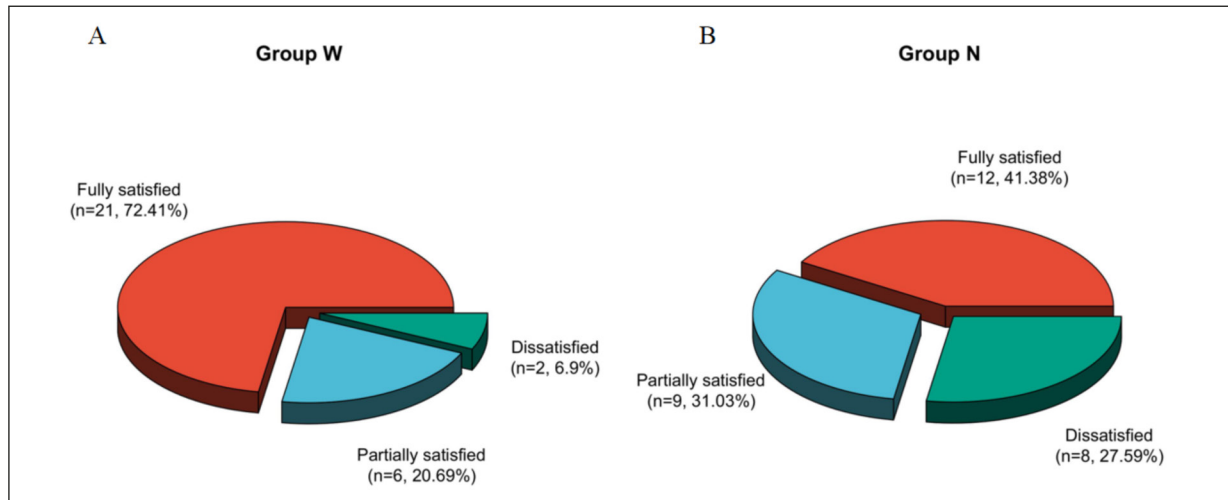 A
Group W
Fully satisfied
(n=21, 72.41%)
Dissatisfied
(n=2, 6.9%)
Partially satisfied
(n=6, 20.69%)
B
Group N
Fully satisfied
(n=12, 41.38%)
Partially satisfied
(n=9, 31.03%)
Dissatisfied
(n=8, 27.59%)